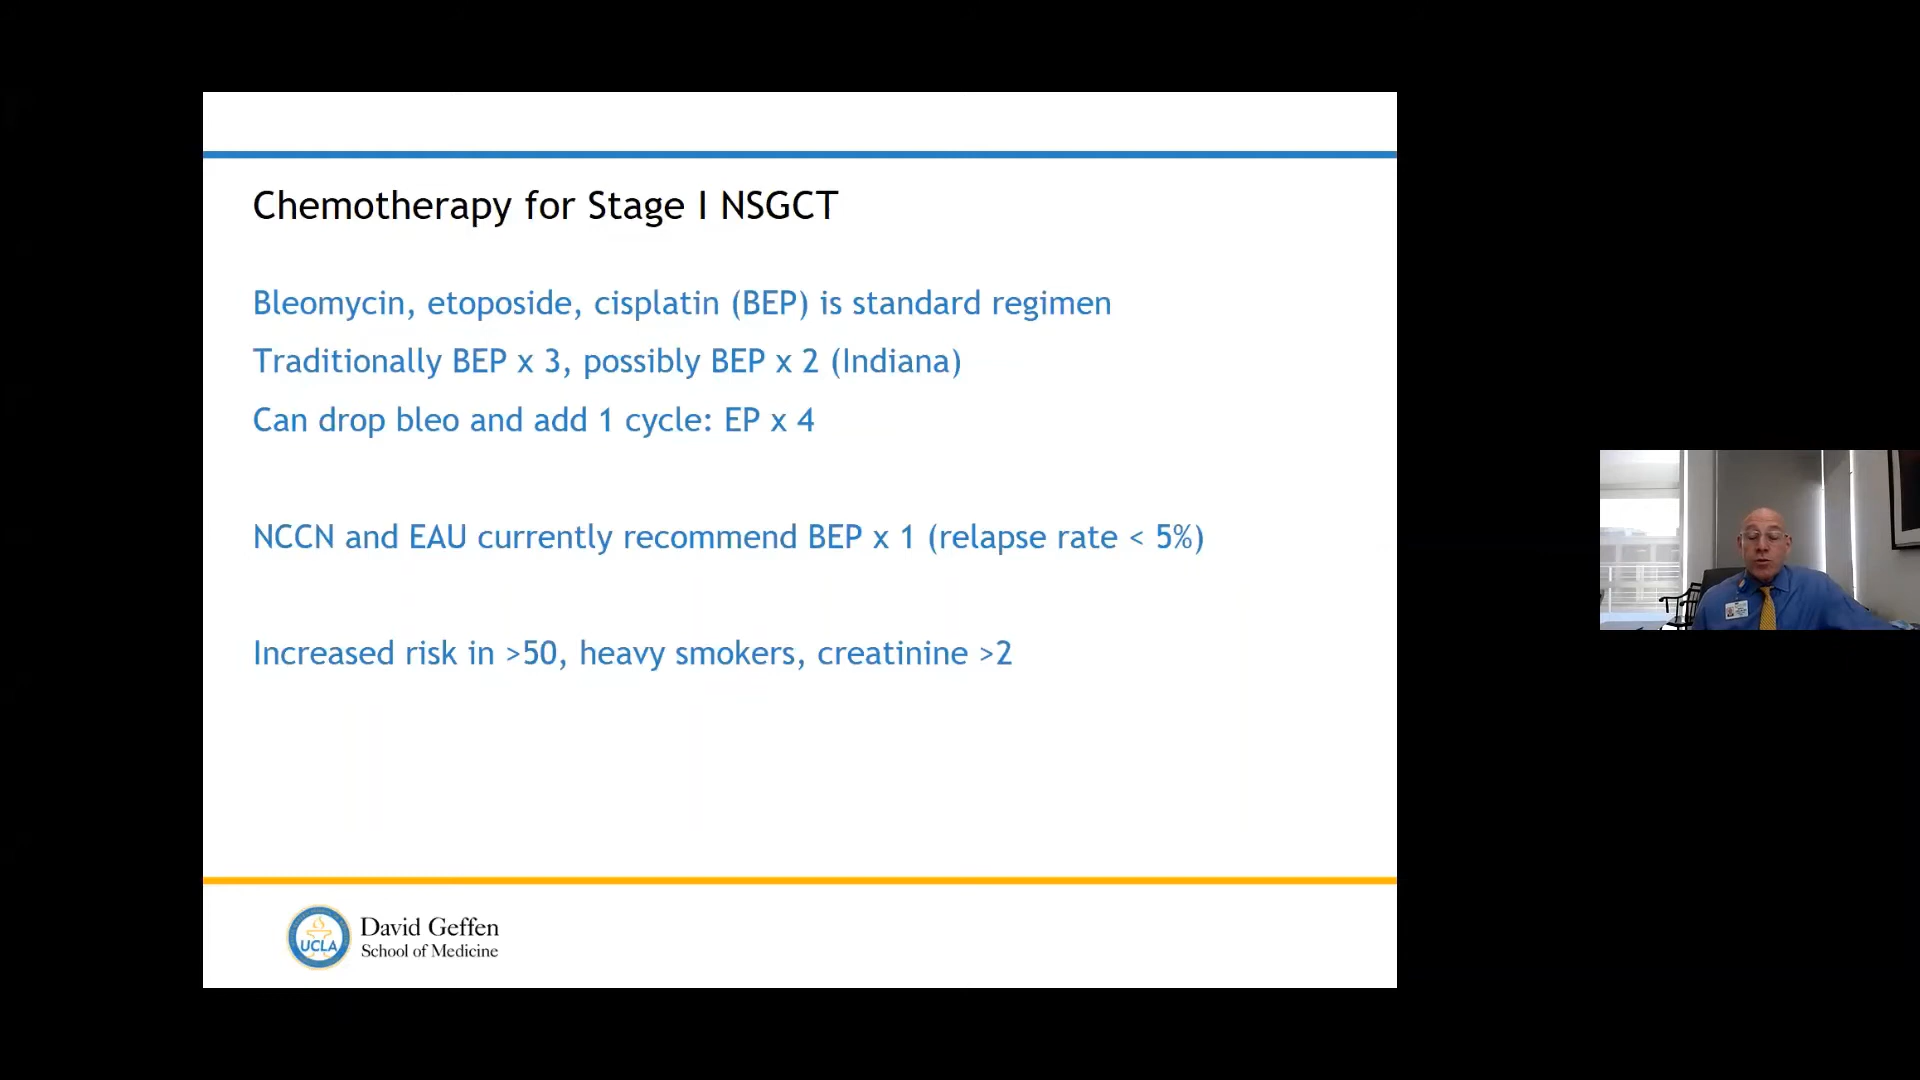 Chemotherapy for Stage I NSGCT
Bleomycin, etoposide, cisplatin (BEP) is standard regimen
Traditionally BEP x 3, possibly BEP x 2 (Indiana)
Can drop bleo and add 1 cycle: EP x 4
NCCN and EAU currently recommend BEP x 1 (relapse rate < 5%)
Increased risk in >50, heavy smokers, creatinine >2
UCLA
David Geffen
School of Medicine